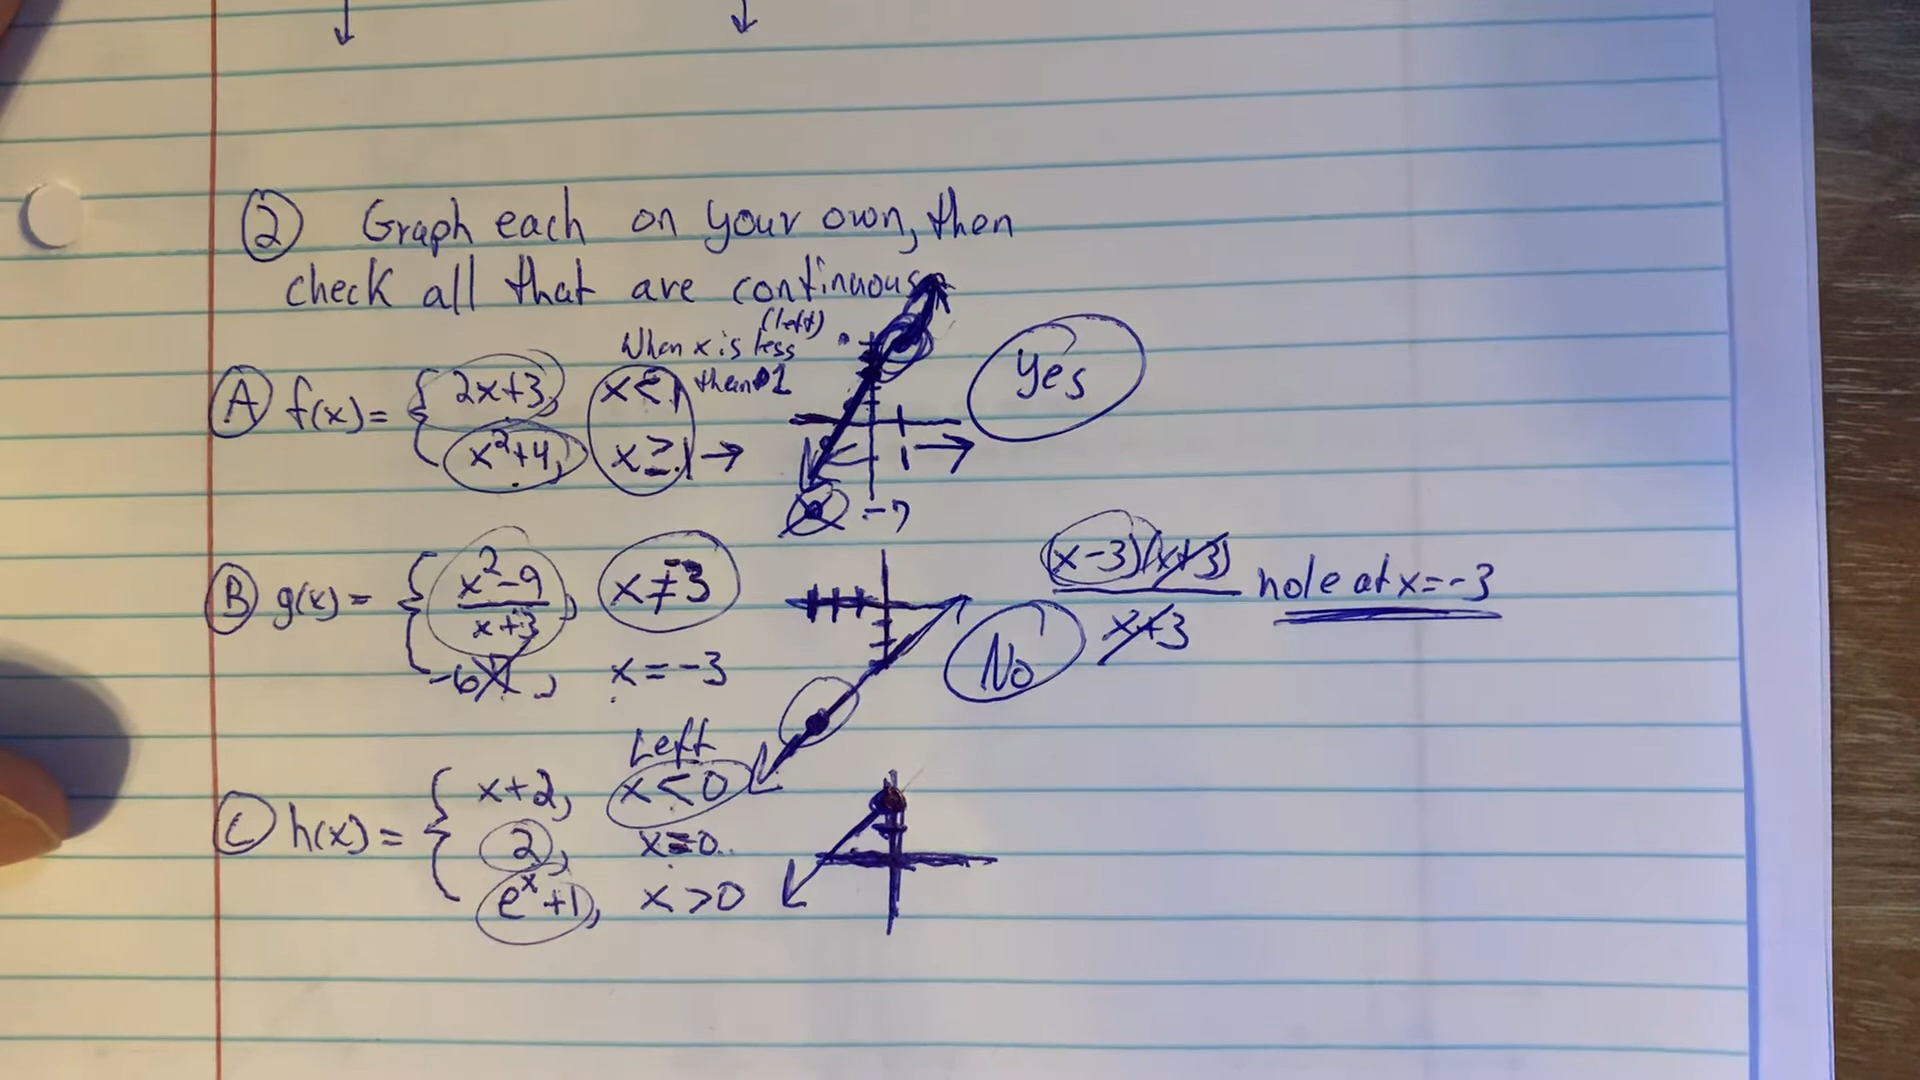 ② Graph each on your own, then
check all that are continuous
(left)
When x is less
than 1
Ⓐ f(x) = { 2x+3, x<1
x²+4, x≥1 →
1 →
-7
Yes
Ⓑ g(x) = { x²-9 / x+3, x≠-3
-6, x=-3
(x-3)(x+3) / x+3 hole at x=-3
No
Left
Ⓒ h(x) = { x+2, x<0
2, x=0
eˣ+1, x>0